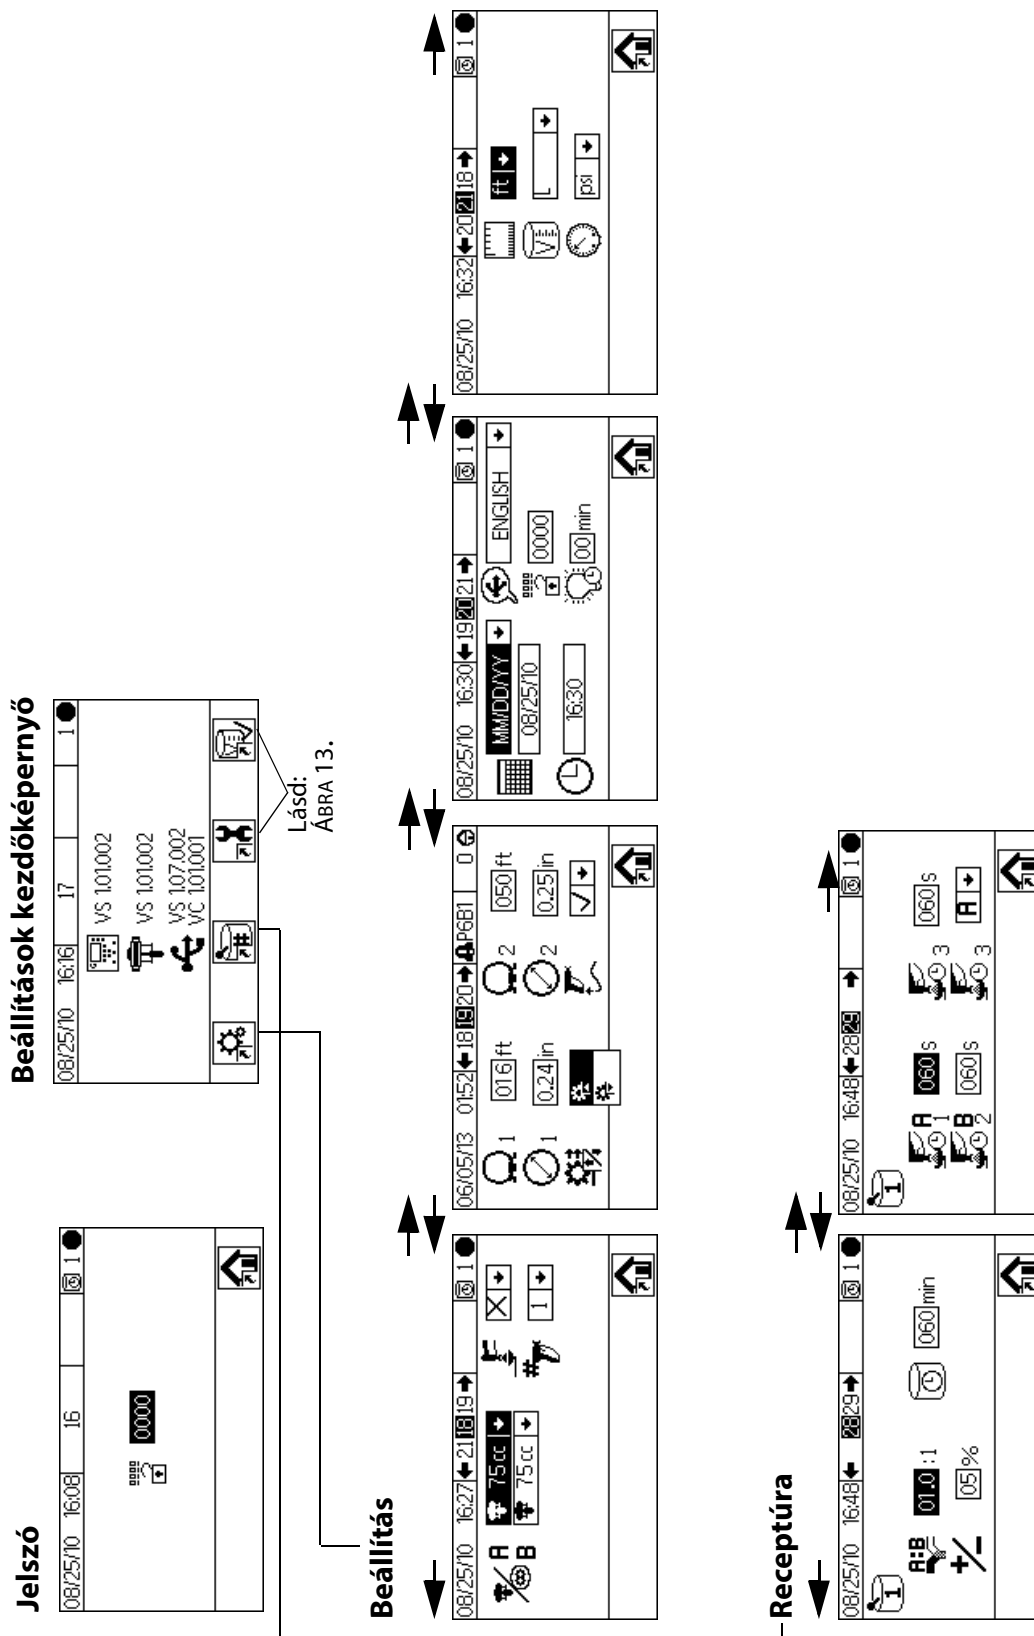 Jelszó
08/25/10 16:08 16 1
0000
Beállítások kezdőképernyő
08/25/10 16:16 17 1
VS 1.01.002
VS 1.01.002
VS 1.07.002
VC 1.01.001
#
Lásd:
ÁBRA 13.
Beállítás
08/25/10 16:27 21 18 19 1
A 75 cc
B 75 cc
X
# 1
06/05/13 01:52 18 19 20 P6B1 0
1 016 ft 2 050 ft
1 0.24 in 2 0.25 in
08/25/10 16:30 19 20 21 1
MM/DD/YY ENGLISH
08/25/10 0000
16:30 00 min
08/25/10 16:32 20 21 18 1
ft
L
psi
Receptúra
08/25/10 16:48 28 29 1
1
A:B 01.0 :1 060 min
+/- 05 %
08/25/10 16:48 28 29 1
1
A 1 060 s 3 060 s
B 2 060 s 3 A